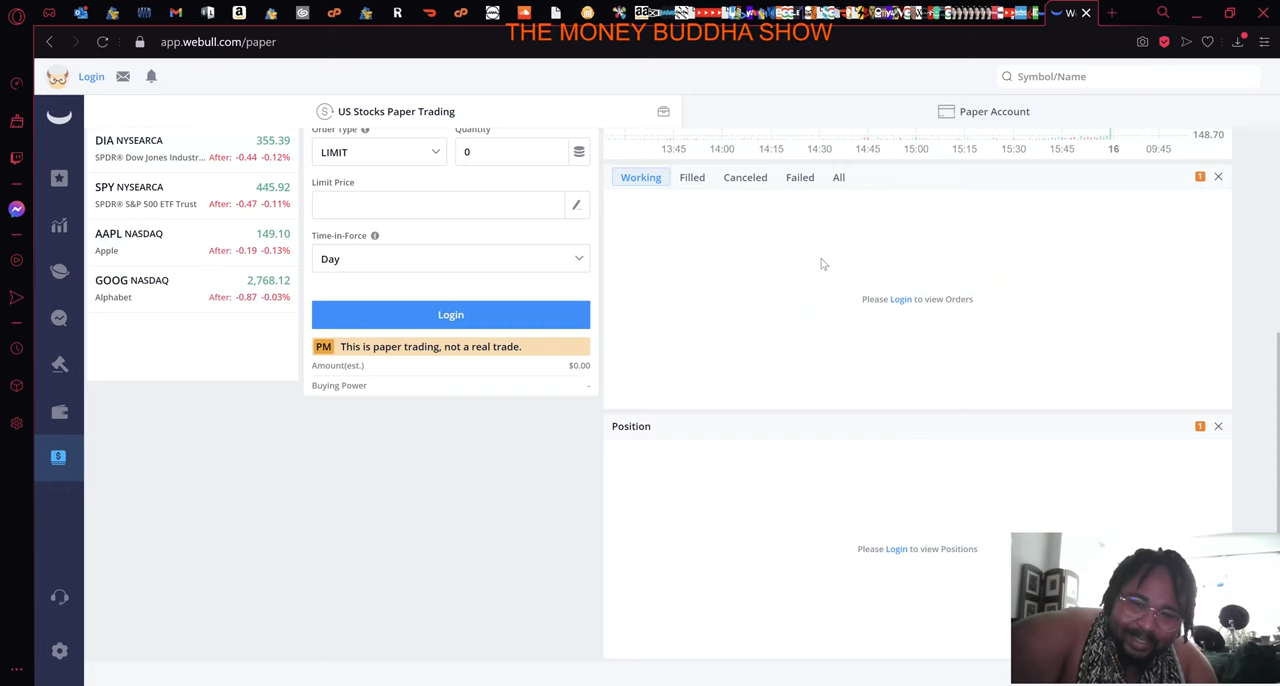 THE MONEY BUDDHA SHOW
app.webull.com/paper
Login
Symbol/Name
US Stocks Paper Trading
Paper Account
DIA NYSEARCA 355.39
SPDR® Dow Jones Industr... After: -0.44 -0.12%
SPY NYSEARCA 445.92
SPDR® S&P 500 ETF Trust After: -0.47 -0.11%
AAPL NASDAQ 149.10
Apple After: -0.19 -0.13%
GOOG NASDAQ 2,768.12
Alphabet After: -0.87 -0.03%
Order Type Quantity
LIMIT 0
Limit Price
Time-in-Force
Day
Login
PM This is paper trading, not a real trade.
Amount(est.) $0.00
Buying Power -
148.70
13:45 14:00 14:15 14:30 14:45 15:00 15:15 15:30 15:45 16 09:45
Working Filled Canceled Failed All 1
Please Login to view Orders
Position 1
Please Login to view Positions